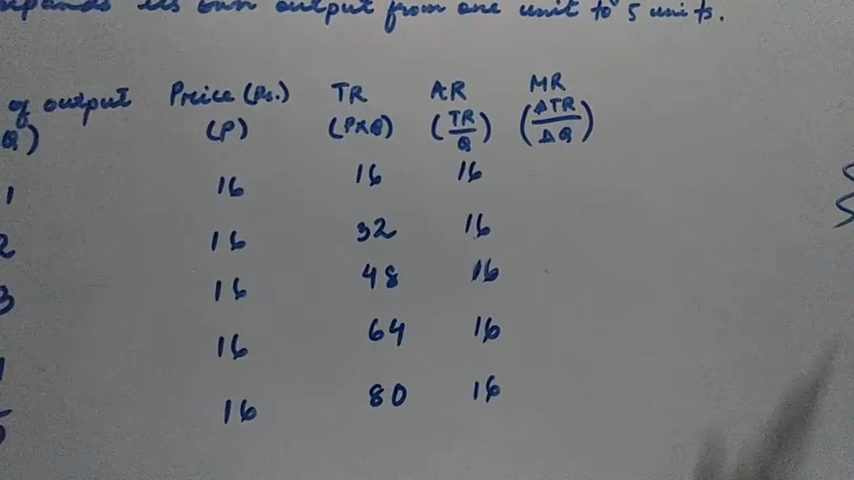 expands its own output from one unit to 5 units.
of output Price (Rs.) TR AR MR
Q) (P) (PxQ) (TR/Q) (ΔTR/ΔQ)
1 16 16 16
2 16 32 16
3 16 48 16
16 64 16
5 16 80 16